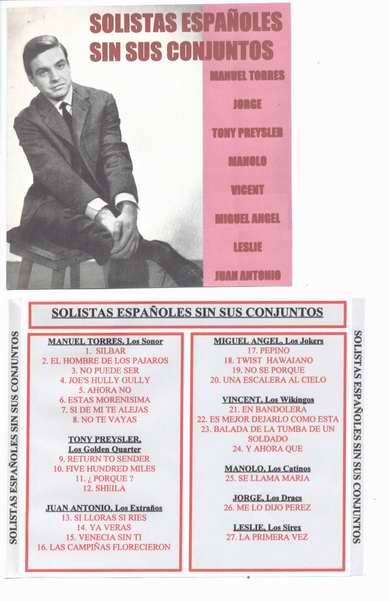 SOLISTAS ESPAÑOLES
SIN SUS CONJUNTOS
MANUEL TORRES
JORGE
TONY PREYSLER
MANOLO
VICENT
MIGUEL ANGEL
LESLIE
JUAN ANTONIO
SOLISTAS ESPAÑOLES SIN SUS CONJUNTOS
SOLISTAS ESPAÑOLES SIN SUS CONJUNTOS
MANUEL TORRES, Los Sonor
1. SILBAR
2. EL HOMBRE DE LOS PAJAROS
3. NO PUEDE SER
4. JOE'S HULLY GULLY
5. AHORA NO
6. ESTAS MORENISIMA
7. SI DE MI TE ALEJAS
8. NO TE VAYAS
TONY PREYSLER,
Los Golden Quarter
9. RETURN TO SENDER
10. FIVE HUNDRED MILES
11. ¿ PORQUE ?
12. SHEILA
JUAN ANTONIO, Los Extraños
13. SI LLORAS SI RIES
14. YA VERAS
15. VENECIA SIN TI
16. LAS CAMPIÑAS FLORECIERON
MIGUEL ANGEL, Los Jokers
17. PEPINO
18. TWIST HAWAIANO
19. NO SE PORQUE
20. UNA ESCALERA AL CIELO
VINCENT, Los Wikingos
21. EN BANDOLERA
22. ES MEJOR DEJARLO COMO ESTA
23. BALADA DE LA TUMBA DE UN
SOLDADO
24. Y AHORA QUE
MANOLO, Los Catinos
25. SE LLAMA MARIA
JORGE, Los Dracs
26. ME LO DIJO PEREZ
LESLIE, Los Sirex
27. LA PRIMERA VEZ
SOLISTAS ESPAÑOLES SIN SUS CONJUNTOS